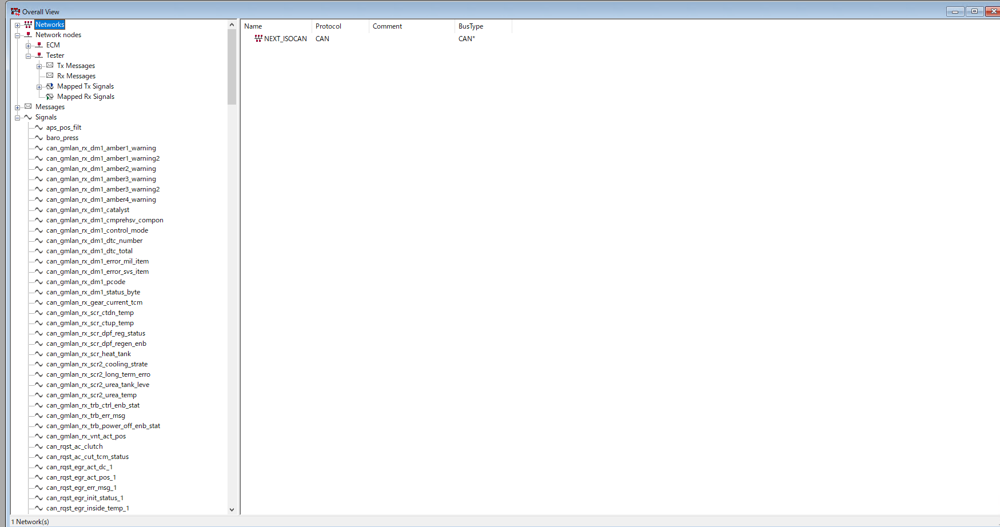 Overall View
Networks
Network nodes
ECM
Tester
Tx Messages
Rx Messages
Mapped Tx Signals
Mapped Rx Signals
Messages
Signals
aps_pos_filt
baro_press
can_gmlan_rx_dm1_amber1_warning
can_gmlan_rx_dm1_amber1_warning2
can_gmlan_rx_dm1_amber2_warning
can_gmlan_rx_dm1_amber3_warning
can_gmlan_rx_dm1_amber3_warning2
can_gmlan_rx_dm1_amber4_warning
can_gmlan_rx_dm1_catalyst
can_gmlan_rx_dm1_cmprehsv_compon
can_gmlan_rx_dm1_control_mode
can_gmlan_rx_dm1_dtc_number
can_gmlan_rx_dm1_dtc_total
can_gmlan_rx_dm1_error_mil_item
can_gmlan_rx_dm1_error_svs_item
can_gmlan_rx_dm1_pcode
can_gmlan_rx_dm1_status_byte
can_gmlan_rx_gear_current_tcm
can_gmlan_rx_scr_ctdn_temp
can_gmlan_rx_scr_ctup_temp
can_gmlan_rx_scr_dpf_reg_status
can_gmlan_rx_scr_dpf_regen_enb
can_gmlan_rx_scr_heat_tank
can_gmlan_rx_scr2_cooling_strate
can_gmlan_rx_scr2_long_term_erro
can_gmlan_rx_scr2_urea_tank_leve
can_gmlan_rx_scr2_urea_temp
can_gmlan_rx_trb_ctrl_enb_stat
can_gmlan_rx_trb_err_msg
can_gmlan_rx_trb_power_off_enb_stat
can_gmlan_rx_vnt_act_pos
can_rqst_ac_clutch
can_rqst_ac_cut_tcm_status
can_rqst_egr_act_dc_1
can_rqst_egr_act_pos_1
can_rqst_egr_err_msg_1
can_rqst_egr_init_status_1
can_rqst_egr_inside_temp_1
Name Protocol Comment BusType
NEXT_ISOCAN CAN CAN*
1 Network(s)